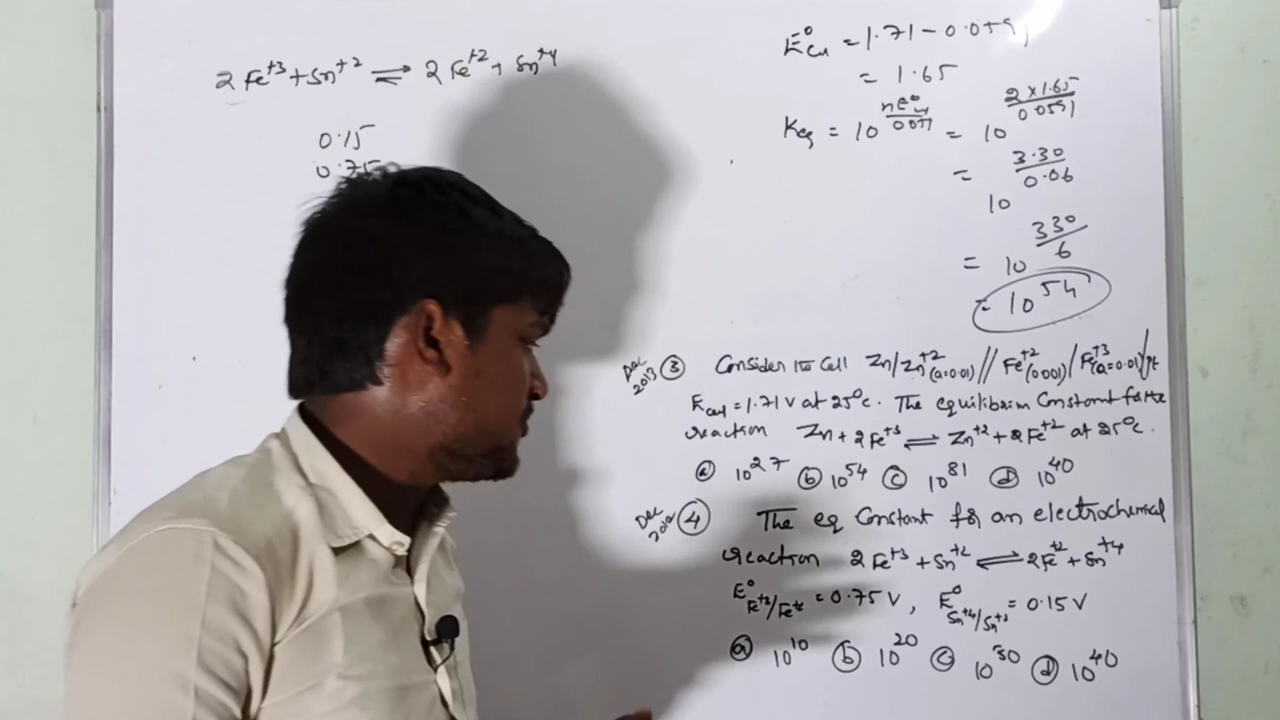 2Fe⁺³ + Sn⁺² ⇌ 2Fe⁺² + Sn⁺⁴
0.15
0.75
E°Cell = 1.71 - 0.0591
= 1.65
Keq = 10^(nE°cell/0.0591) = 10^(2×1.65/0.0591)
= 10^(3.30/0.06)
= 10^(330/6)
= 10^54
Dec 2013 ③ Consider the Cell Zn/Zn⁺²(a=0.01)//Fe⁺²(0.001)/Fe⁺³(a=0.01)/Pt
Ecell = 1.71 V at 25°C. The equilibrim Constant for the
reaction Zn + 2Fe⁺³ ⇌ Zn⁺² + 2Fe⁺² at 25°C.
ⓐ 10^27 ⓑ 10^54 ⓒ 10^81 ⓓ 10^40
Dec ④ The eq Constant for an electrochemical
reaction 2Fe⁺³ + Sn⁺² ⇌ 2Fe⁺² + Sn⁺⁴
E°Fe⁺³/Fe⁺² = 0.75 V, E°Sn⁺⁴/Sn⁺² = 0.15 V
ⓐ 10^10 ⓑ 10^20 ⓒ 10^30 ⓓ 10^40